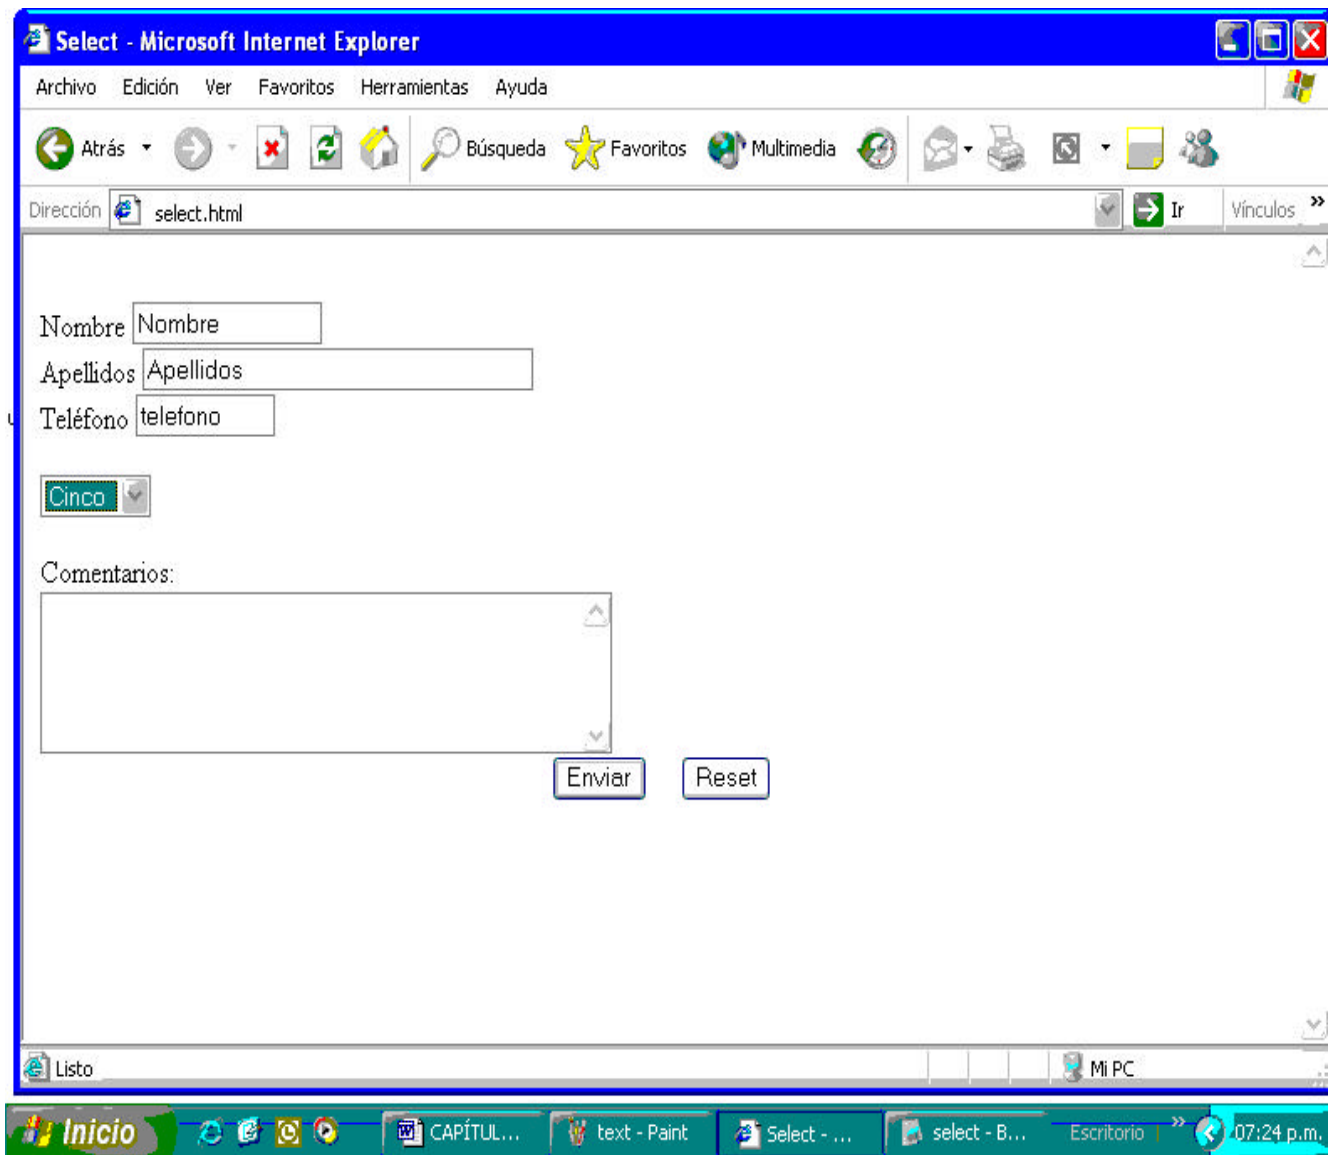 Select - Microsoft Internet Explorer
Archivo Edición Ver Favoritos Herramientas Ayuda
Atrás Búsqueda Favoritos Multimedia
Dirección select.html Ir Vínculos »
Nombre Nombre
Apellidos Apellidos
Teléfono telefono
Cinco
Comentarios:
Enviar Reset
Listo Mi PC
Inicio CAPÍTUL... text - Paint Select - ... select - B... Escritorio » 07:24 p.m.